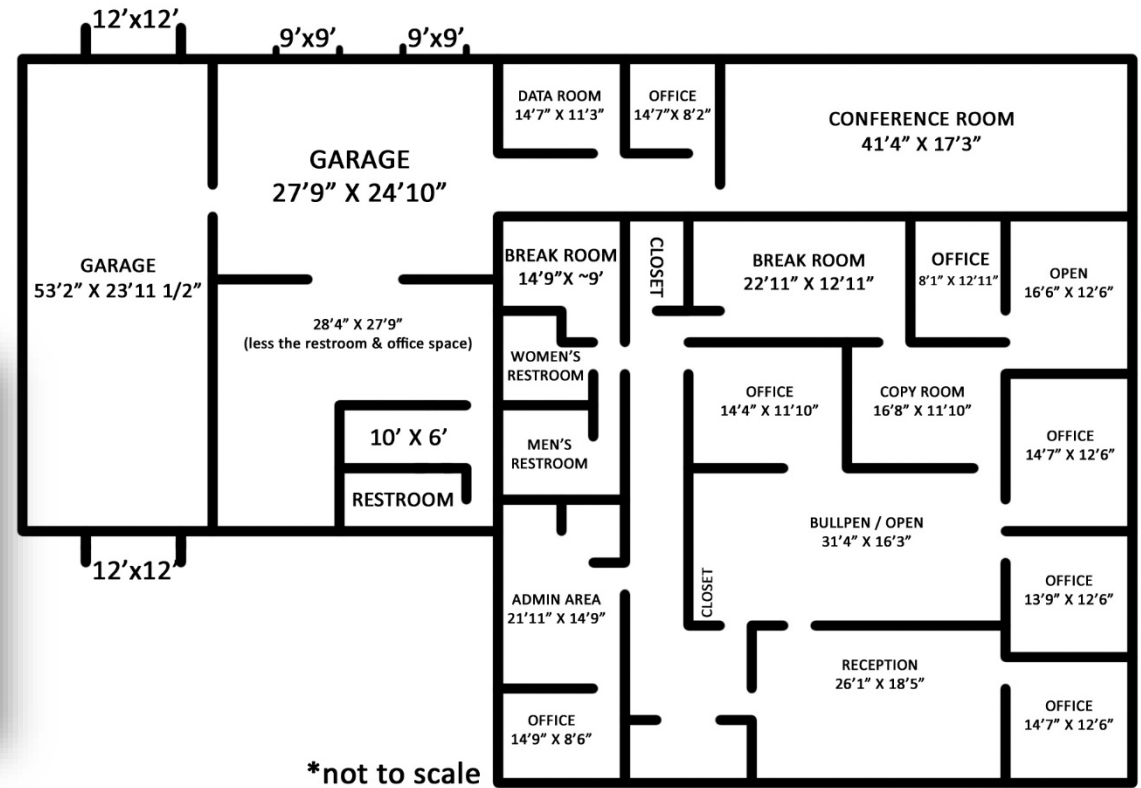 12’x12’
9’x9’
9’x9’
DATA ROOM
14’7” X 11’3”
OFFICE
14’7”X 8’2”
CONFERENCE ROOM
41’4” X 17’3”
GARAGE
27’9” X 24’10”
GARAGE
53’2” X 23’11 1/2”
BREAK ROOM
14’9”X ~9’
CLOSET
BREAK ROOM
22’11” X 12’11”
OFFICE
8’1” X 12’11”
OPEN
16’6” X 12’6”
28’4” X 27’9”
(less the restroom & office space)
WOMEN’S
RESTROOM
OFFICE
14’4” X 11’10”
COPY ROOM
16’8” X 11’10”
OFFICE
14’7” X 12’6”
10’ X 6’
MEN’S
RESTROOM
RESTROOM
BULLPEN / OPEN
31’4” X 16’3”
12’x12’
CLOSET
OFFICE
13’9” X 12’6”
ADMIN AREA
21’11” X 14’9”
RECEPTION
26’1” X 18’5”
OFFICE
14’9” X 8’6”
OFFICE
14’7” X 12’6”
*not to scale